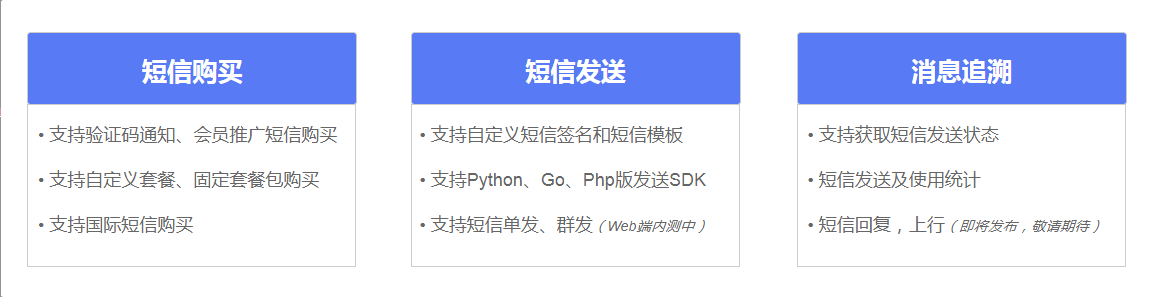 短信购买
• 支持验证码通知、会员推广短信购买
• 支持自定义套餐、固定套餐包购买
• 支持国际短信购买
短信发送
• 支持自定义短信签名和短信模板
• 支持Python、Go、Php版发送SDK
• 支持短信单发、群发（Web端内测中）
消息追溯
• 支持获取短信发送状态
• 短信发送及使用统计
• 短信回复，上行（即将发布，敬请期待）